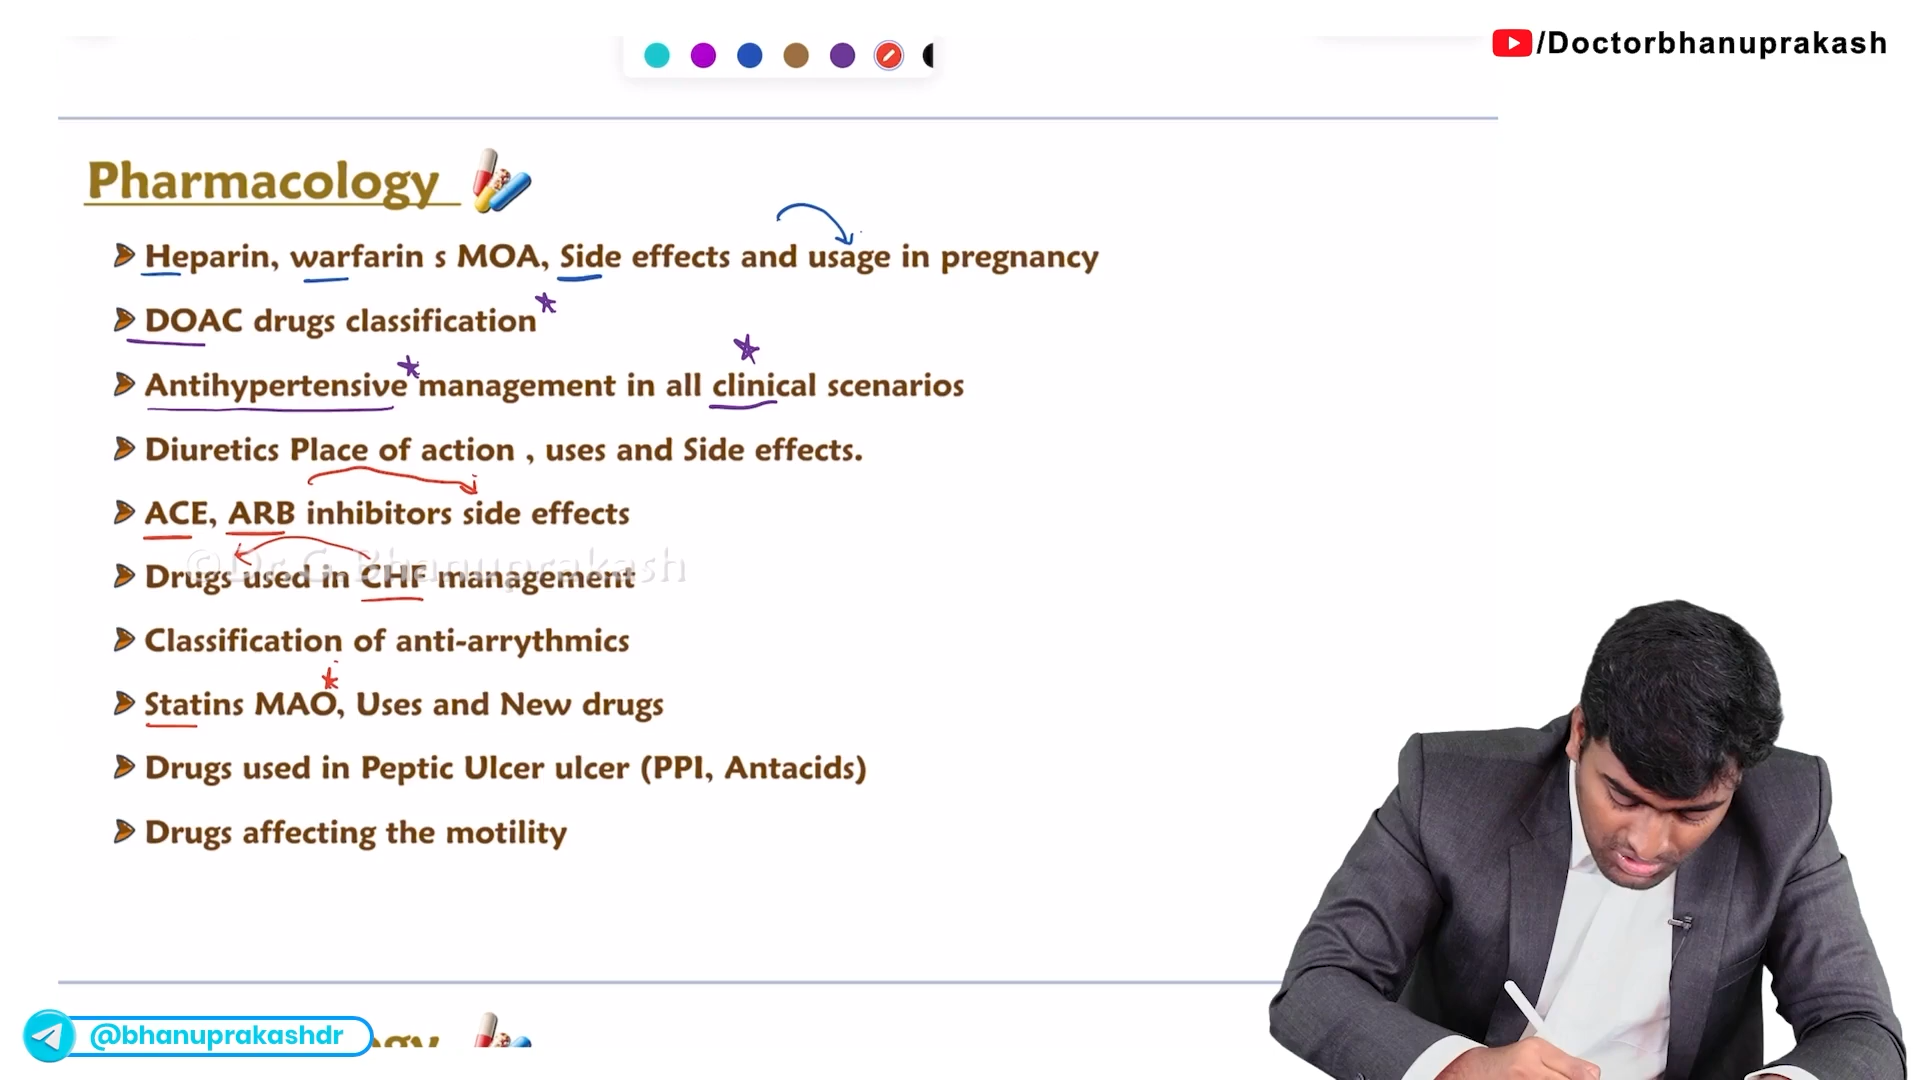 /Doctorbhanuprakash
Pharmacology
Heparin, warfarin s MOA, Side effects and usage in pregnancy
DOAC drugs classification
Antihypertensive management in all clinical scenarios
Diuretics Place of action , uses and Side effects.
ACE, ARB inhibitors side effects
©Dr.G.Bhanuprakash
Drugs used in CHF management
Classification of anti-arrythmics
Statins MAO, Uses and New drugs
Drugs used in Peptic Ulcer ulcer (PPI, Antacids)
Drugs affecting the motility
@bhanuprakashdr